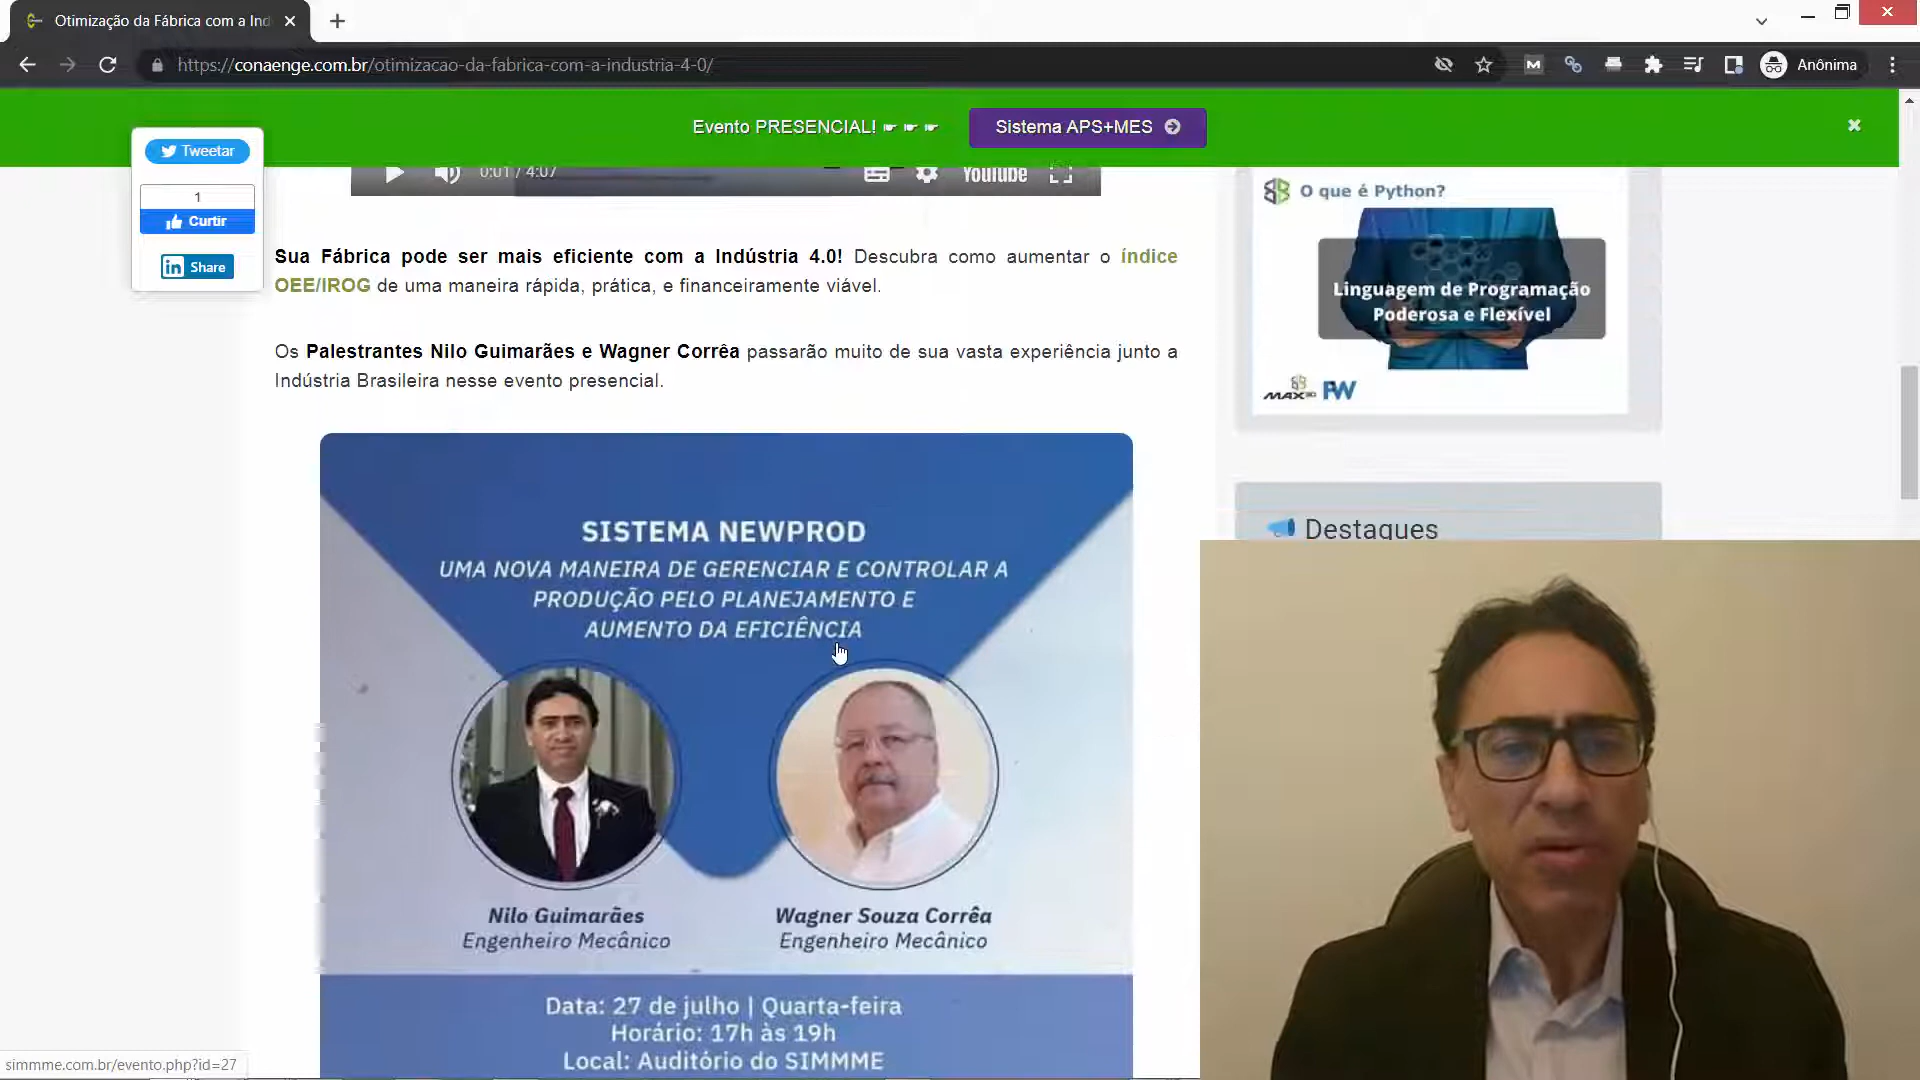 Otimização da Fábrica com a Ind
https://conaenge.com.br/otimizacao-da-fabrica-com-a-industria-4-0/
M
Anônima
Evento PRESENCIAL!
Sistema APS+MES
Tweetar
1
Curtir
in Share
0:01 / 4:07
YouTube
Sua Fábrica pode ser mais eficiente com a Indústria 4.0! Descubra como aumentar o índice
OEE/IROG de uma maneira rápida, prática, e financeiramente viável.
Os Palestrantes Nilo Guimarães e Wagner Corrêa passarão muito de sua vasta experiência junto a
Indústria Brasileira nesse evento presencial.
SISTEMA NEWPROD
UMA NOVA MANEIRA DE GERENCIAR E CONTROLAR A
PRODUÇÃO PELO PLANEJAMENTO E
AUMENTO DA EFICIÊNCIA
Nilo Guimarães
Engenheiro Mecânico
Wagner Souza Corrêa
Engenheiro Mecânico
Data: 27 de julho | Quarta-feira
Horário: 17h às 19h
Local: Auditório do SIMMME
O que é Python?
Linguagem de Programação
Poderosa e Flexível
MAX
PW
Destaques
simmme.com.br/evento.php?id=27